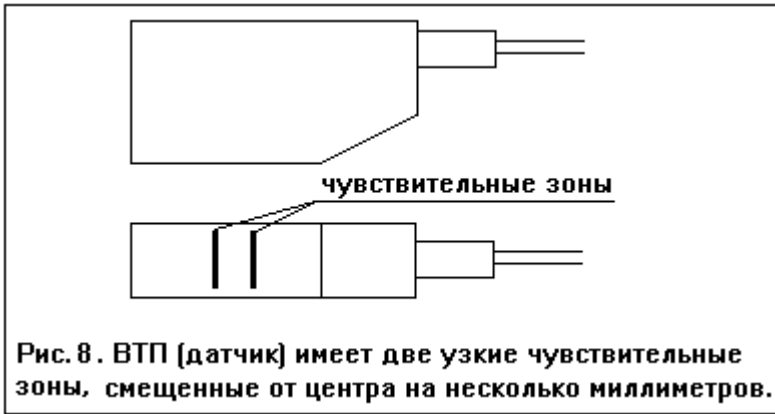 чувствительные зоны
Рис. 8. ВТП (датчик) имеет две узкие чувствительные
зоны, смещенные от центра на несколько миллиметров.